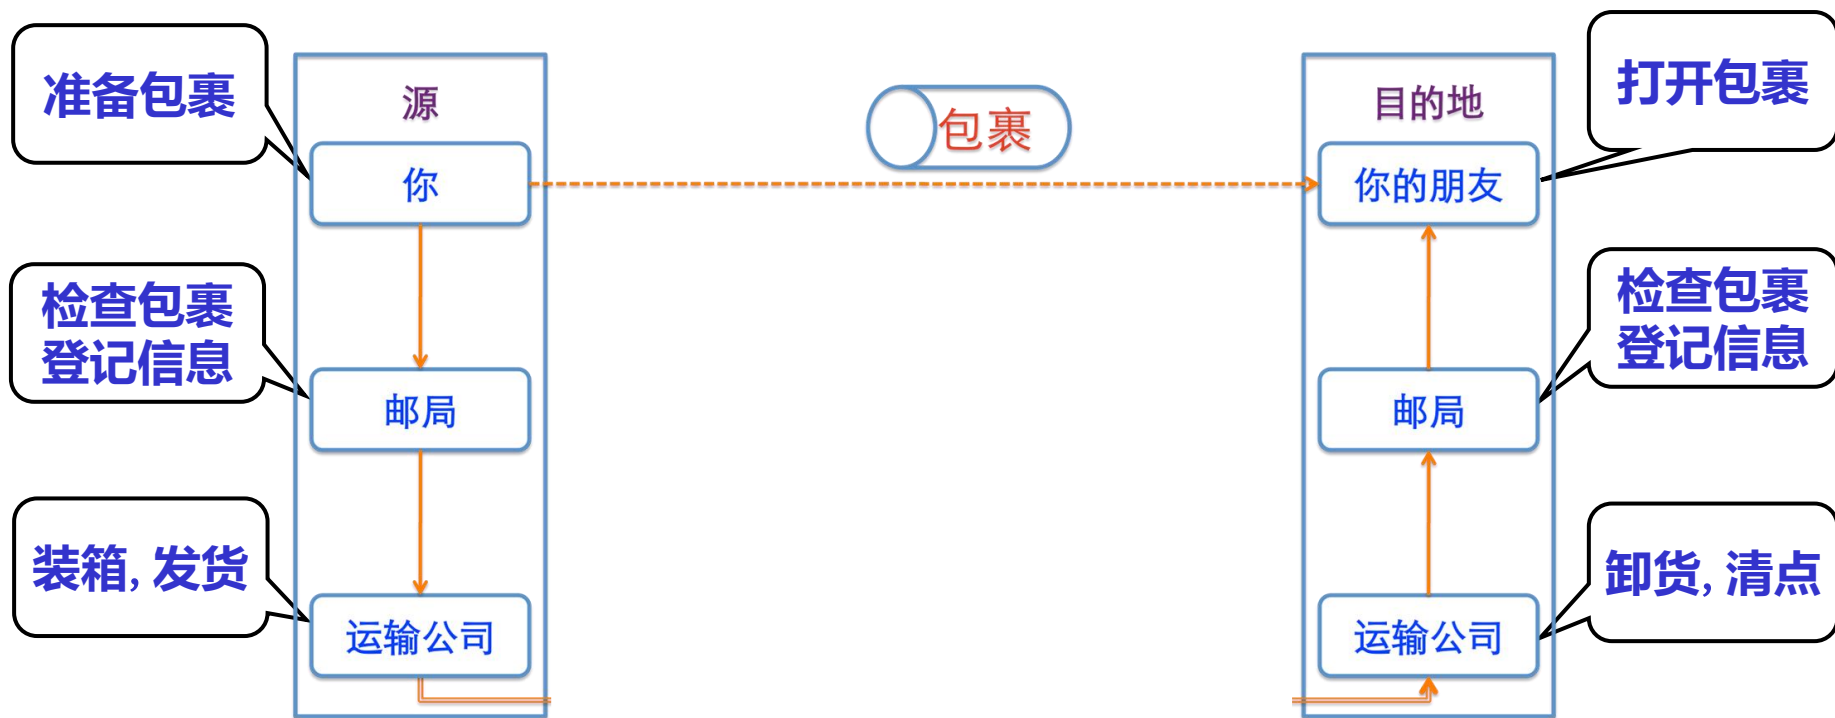 准备包裹
源
包裹
目的地
打开包裹
你
你的朋友
检查包裹
登记信息
检查包裹
登记信息
邮局
邮局
装箱, 发货
卸货, 清点
运输公司
运输公司